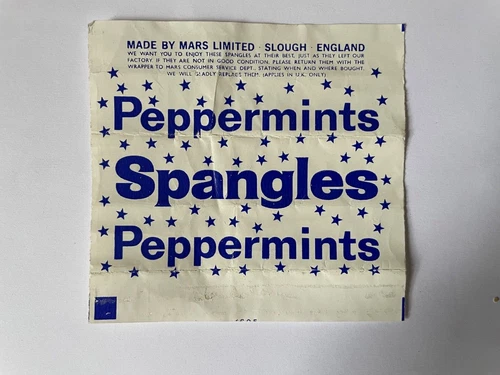 MADE BY MARS LIMITED · SLOUGH · ENGLAND
WE WANT YOU TO ENJOY THESE SPANGLES AT THEIR BEST, JUST AS THEY LEFT OUR
FACTORY IF THEY ARE NOT IN GOOD CONDITION, PLEASE RETURN THEM WITH THE
WRAPPER TO MARS CONSUMER SERVICE DEPT., STATING WHEN AND WHERE BOUGHT,
WE WILL GLADLY REPLACE THEM. (APPLIES IN U.K. ONLY)
Peppermints
Spangles
Peppermints